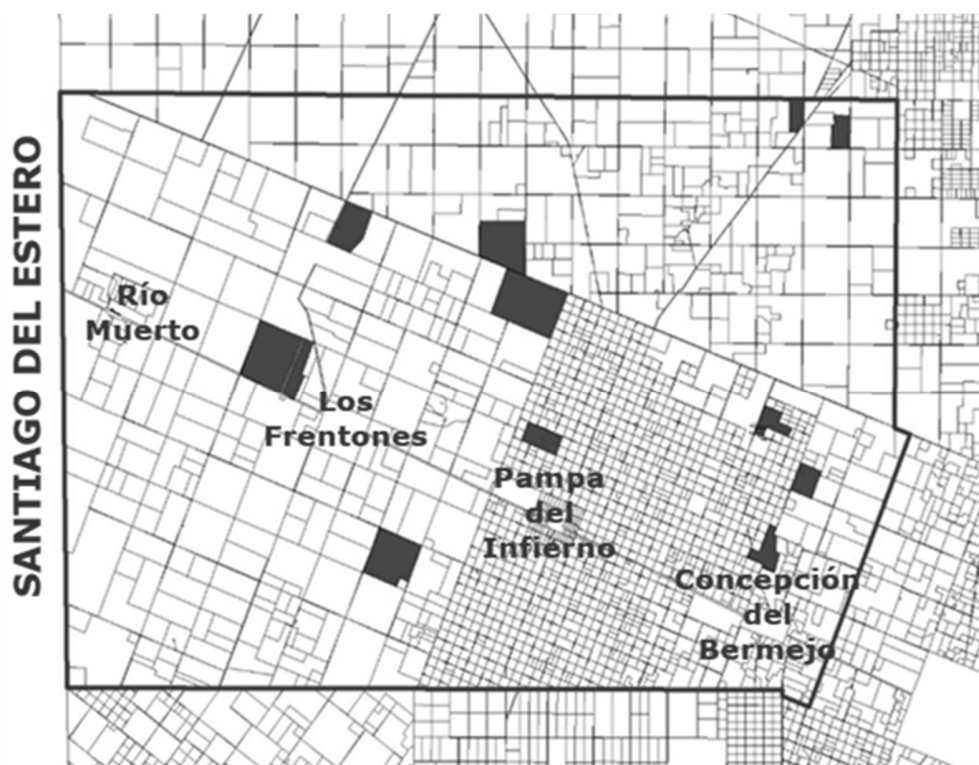 SANTIAGO DEL ESTERO
Río
Muerto
Los
Frentones
Pampa
del
Infierno
Concepción
del
Bermejo